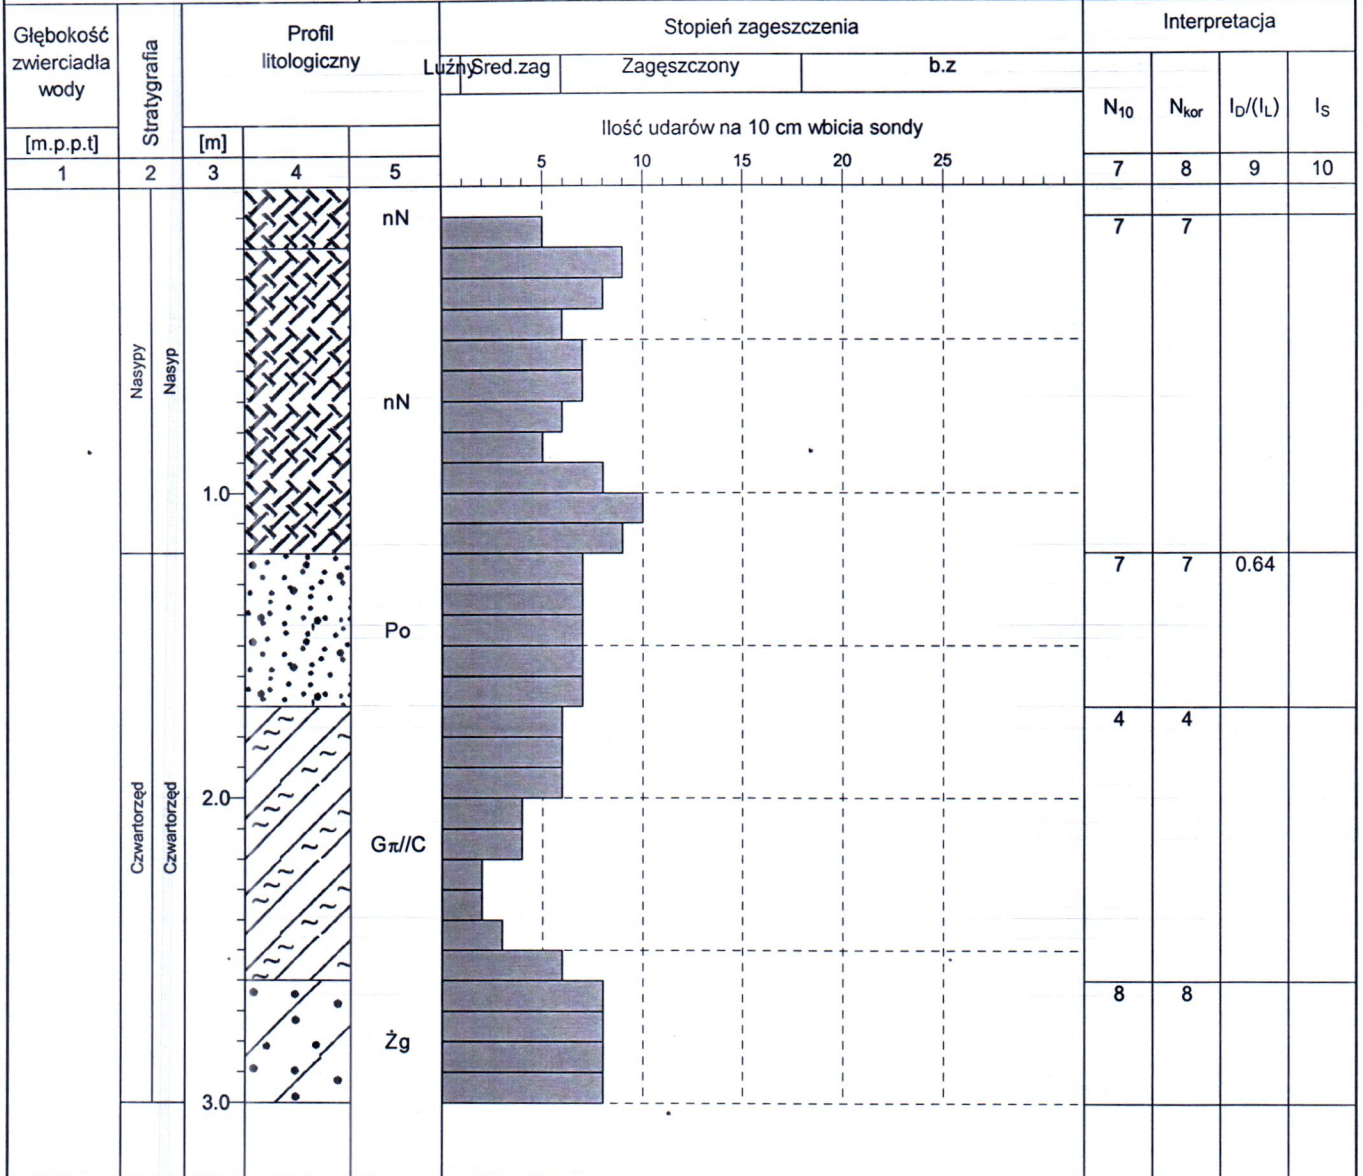 Głębokość
zwierciadła
wody
[m.p.p.t]
Stratygrafia
Profil
litologiczny
[m]
Stopień zagęszczenia
Luźny
Sred.zag
Zagęszczony
b.z
Ilość udarów na 10 cm wbicia sondy
5 10 15 20 25
Interpretacja
N10 Nkor ID/(IL) IS
1 2 3 4 5 7 8 9 10
nN
7 7
Nasypy
Nasyp
nN
1.0
7 7 0.64
Po
4 4
2.0
Czwartorzęd
Czwartorzęd
Gπ//C
8 8
Żg
3.0